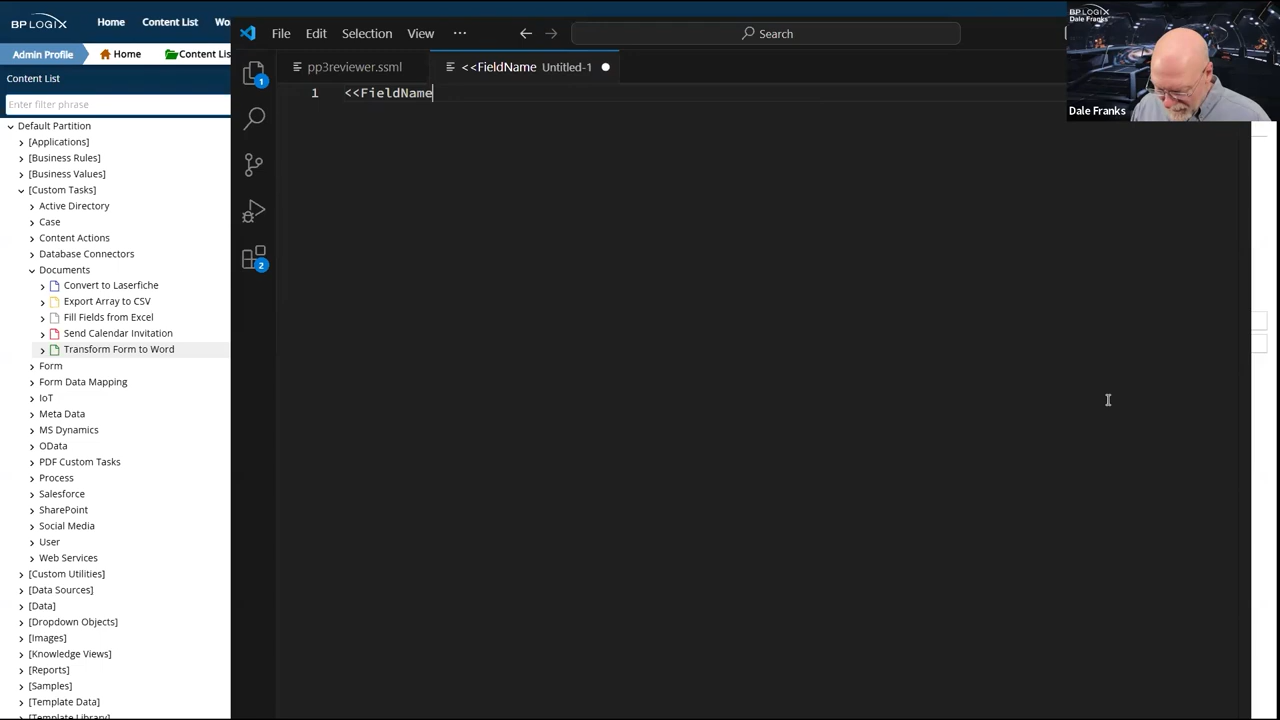 BP LOGIX
Home
Content List
Wo
Admin Profile
Home
Content Lis
Content List
Enter filter phrase
Default Partition
[Applications]
[Business Rules]
[Business Values]
[Custom Tasks]
Active Directory
Case
Content Actions
Database Connectors
Documents
Convert to Laserfiche
Export Array to CSV
Fill Fields from Excel
Send Calendar Invitation
Transform Form to Word
Form
Form Data Mapping
IoT
Meta Data
MS Dynamics
OData
PDF Custom Tasks
Process
Salesforce
SharePoint
Social Media
User
Web Services
[Custom Utilities]
[Data Sources]
[Data]
[Dropdown Objects]
[Images]
[Knowledge Views]
[Reports]
[Samples]
[Template Data]
[Template Library]
File
Edit
Selection
View
Search
pp3reviewer.ssml
<<FieldName Untitled-1
1
2
1 <<FieldName
BP LOGIX
Dale Franks
Dale Franks